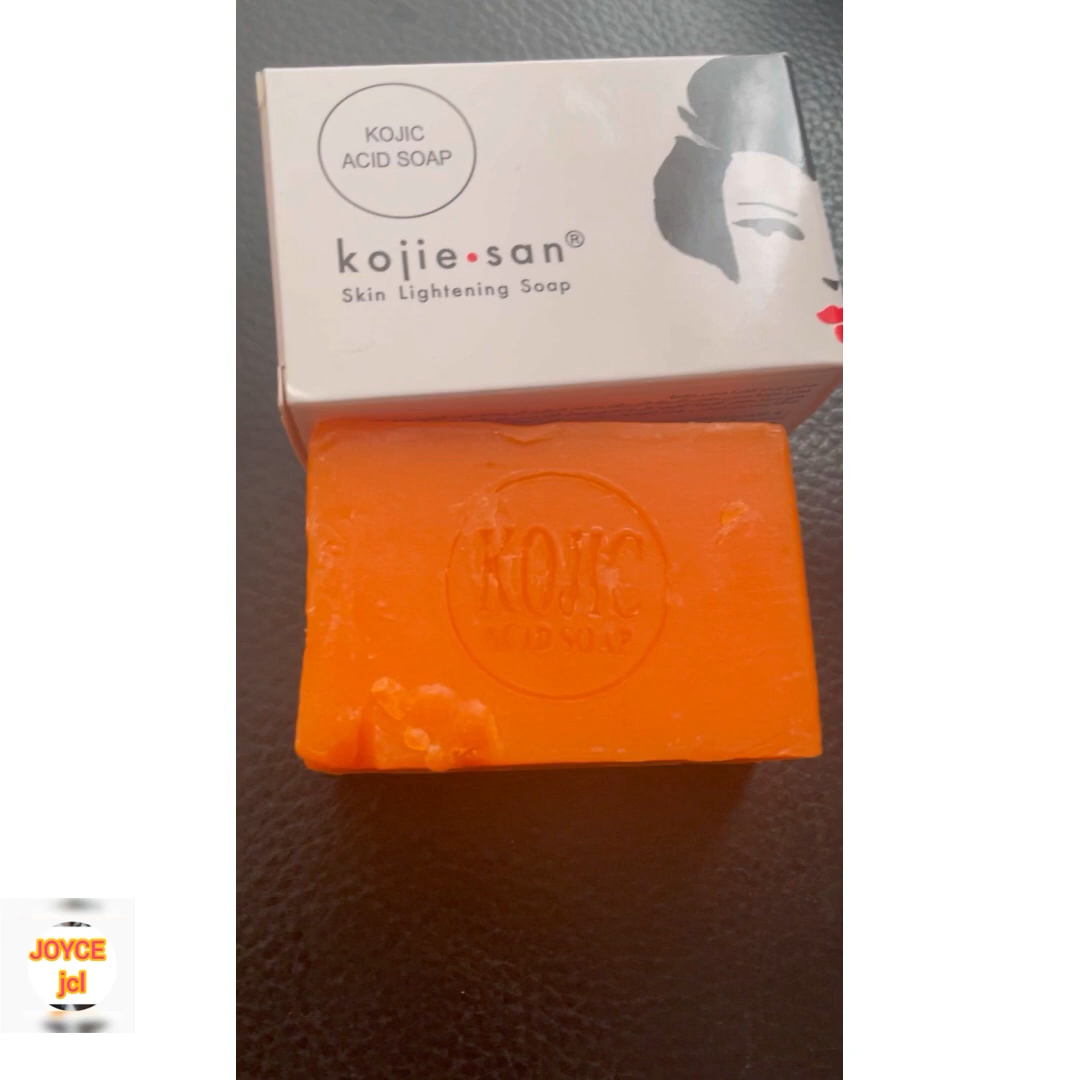 KOJIC
ACID SOAP
kojie•san®
Skin Lightening Soap
KOJIC
ACID SOAP
JOYCE
jcl